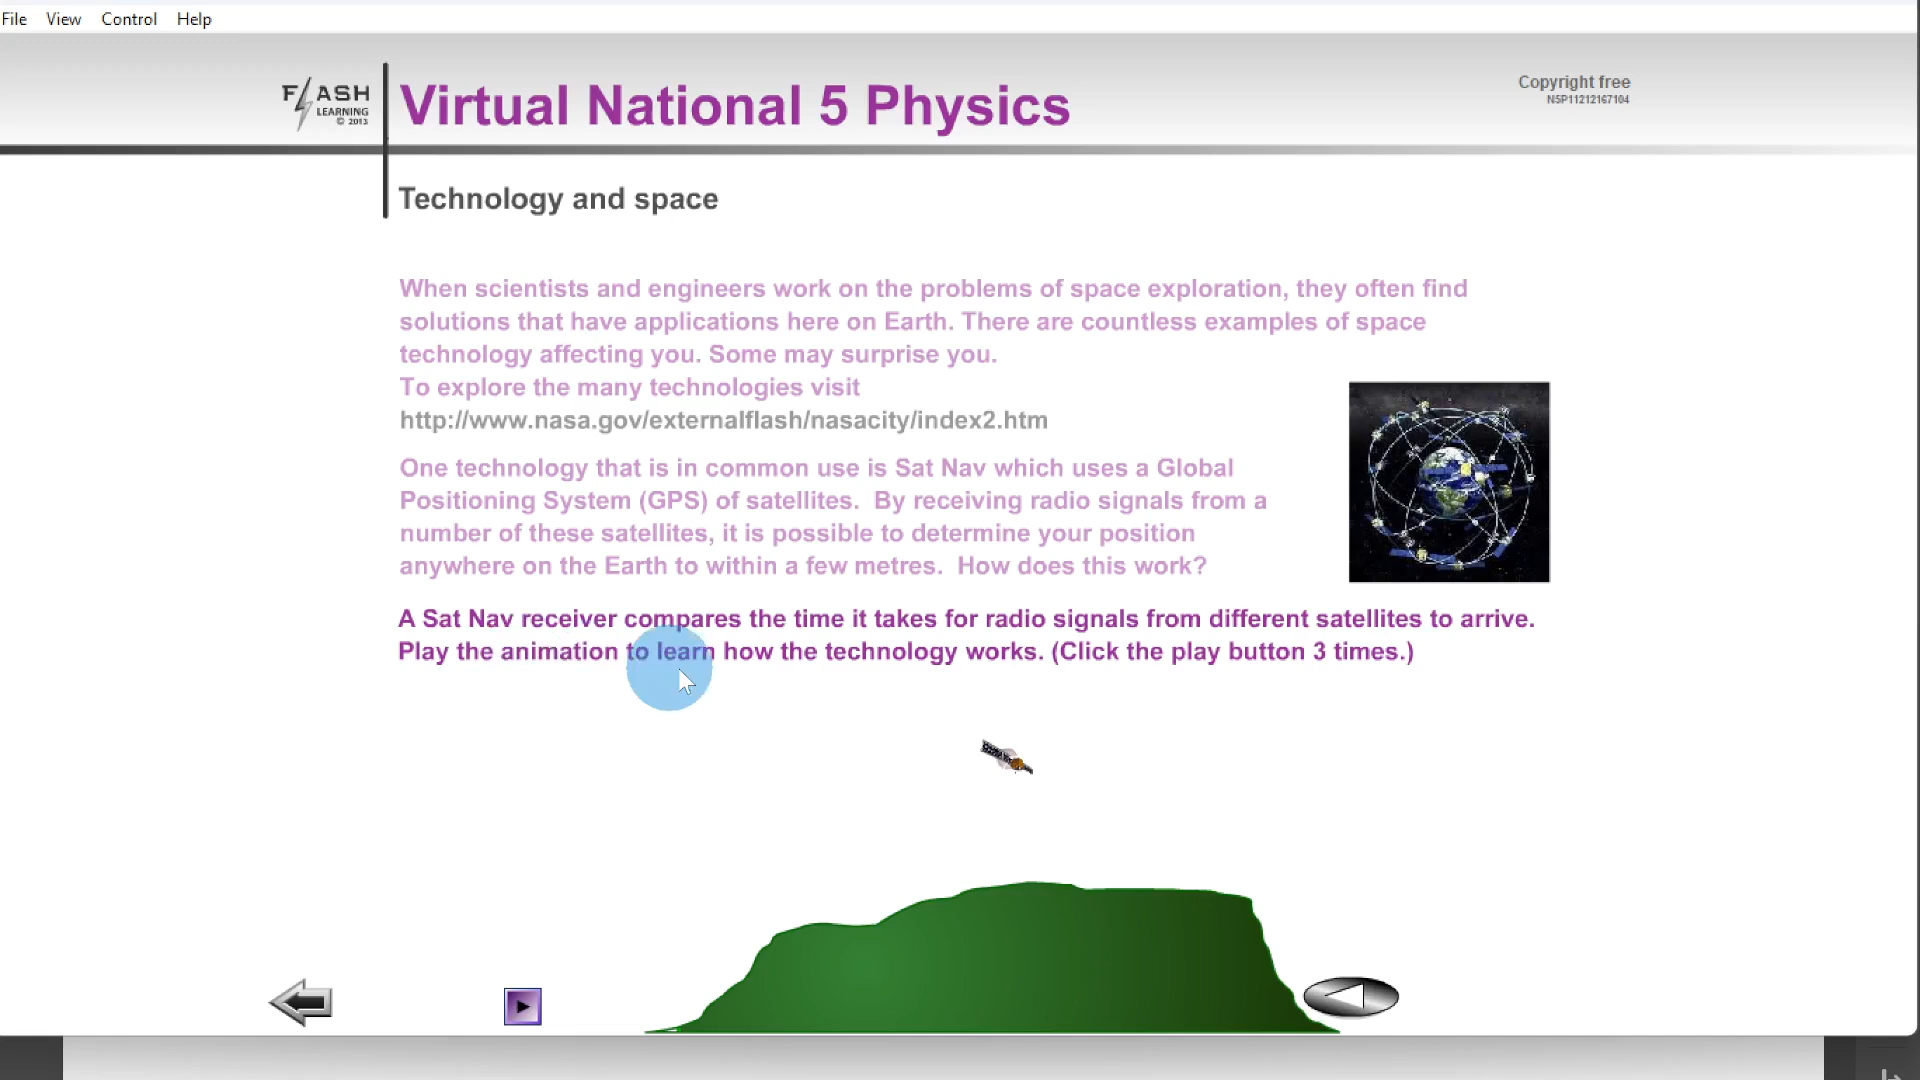 File View Control Help
FLASH
LEARNING
© 2013
Virtual National 5 Physics
Copyright free
N5P11212167104
Technology and space
When scientists and engineers work on the problems of space exploration, they often find
solutions that have applications here on Earth. There are countless examples of space
technology affecting you. Some may surprise you.
To explore the many technologies visit
http://www.nasa.gov/externalflash/nasacity/index2.htm
One technology that is in common use is Sat Nav which uses a Global
Positioning System (GPS) of satellites. By receiving radio signals from a
number of these satellites, it is possible to determine your position
anywhere on the Earth to within a few metres. How does this work?
A Sat Nav receiver compares the time it takes for radio signals from different satellites to arrive.
Play the animation to learn how the technology works. (Click the play button 3 times.)